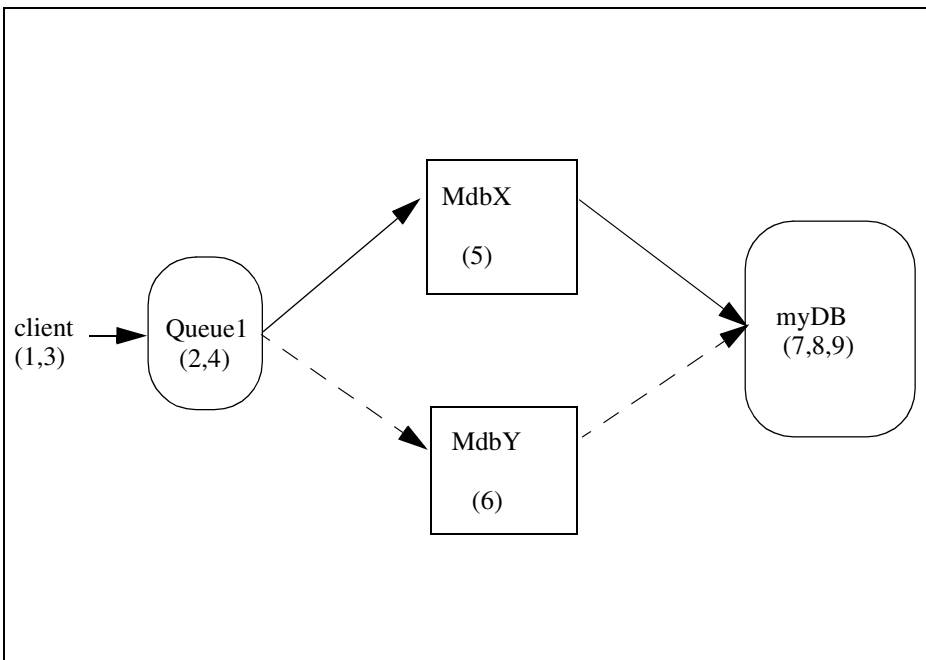 client
(1,3)
Queue1
(2,4)
MdbX
(5)
MdbY
(6)
myDB
(7,8,9)